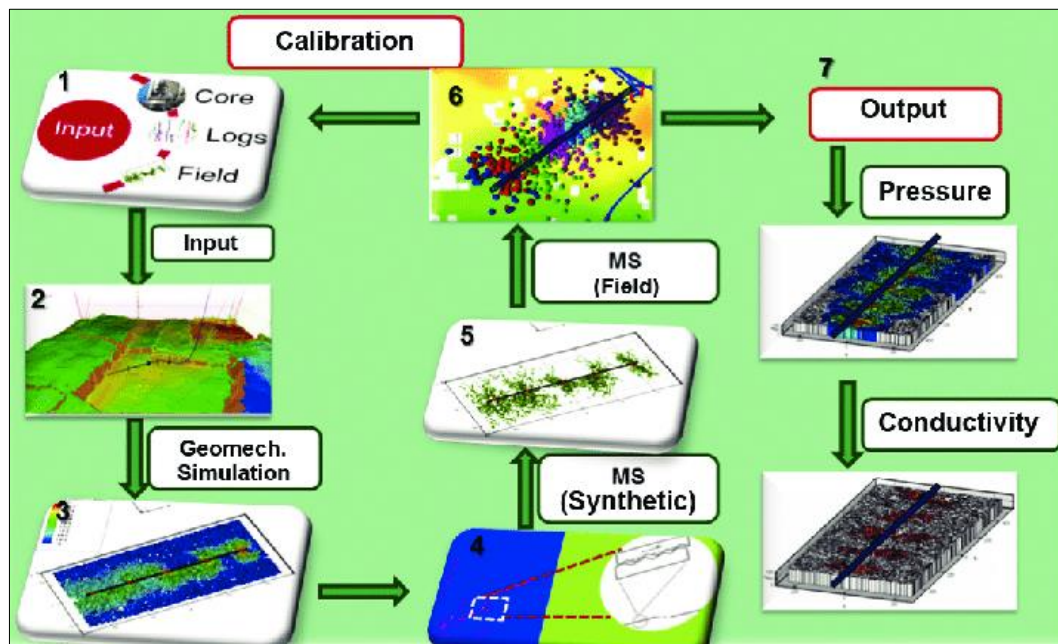 Calibration
1
Input
Core
Logs
Field
Input
2
Geomech.
Simulation
3
4
MS
(Synthetic)
5
MS
(Field)
6
7
Output
Pressure
Conductivity